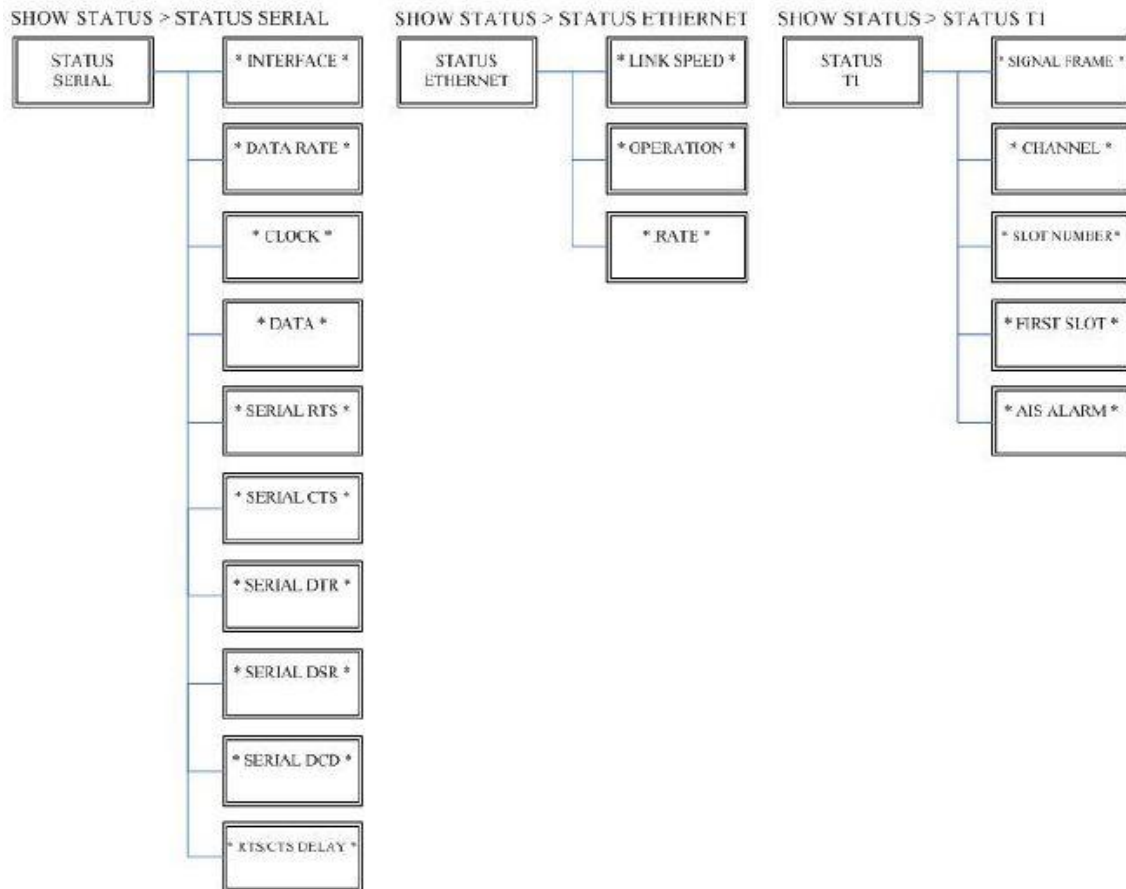 SHOW STATUS > STATUS SERIAL
STATUS
SERIAL
* INTERFACE *
* DATA RATE *
* CLOCK *
* DATA *
* SERIAL RTS *
* SERIAL CTS *
* SERIAL DTR *
* SERIAL DSR *
* SERIAL DCD *
* RTS/CTS DELAY *
SHOW STATUS > STATUS ETHERNET
STATUS
ETHERNET
* LINK SPEED *
* OPERATION *
* RATE *
SHOW STATUS > STATUS T1
STATUS
T1
* SIGNAL FRAME *
* CHANNEL *
* SLOT NUMBER*
* FIRST SLOT *
* AIS ALARM *